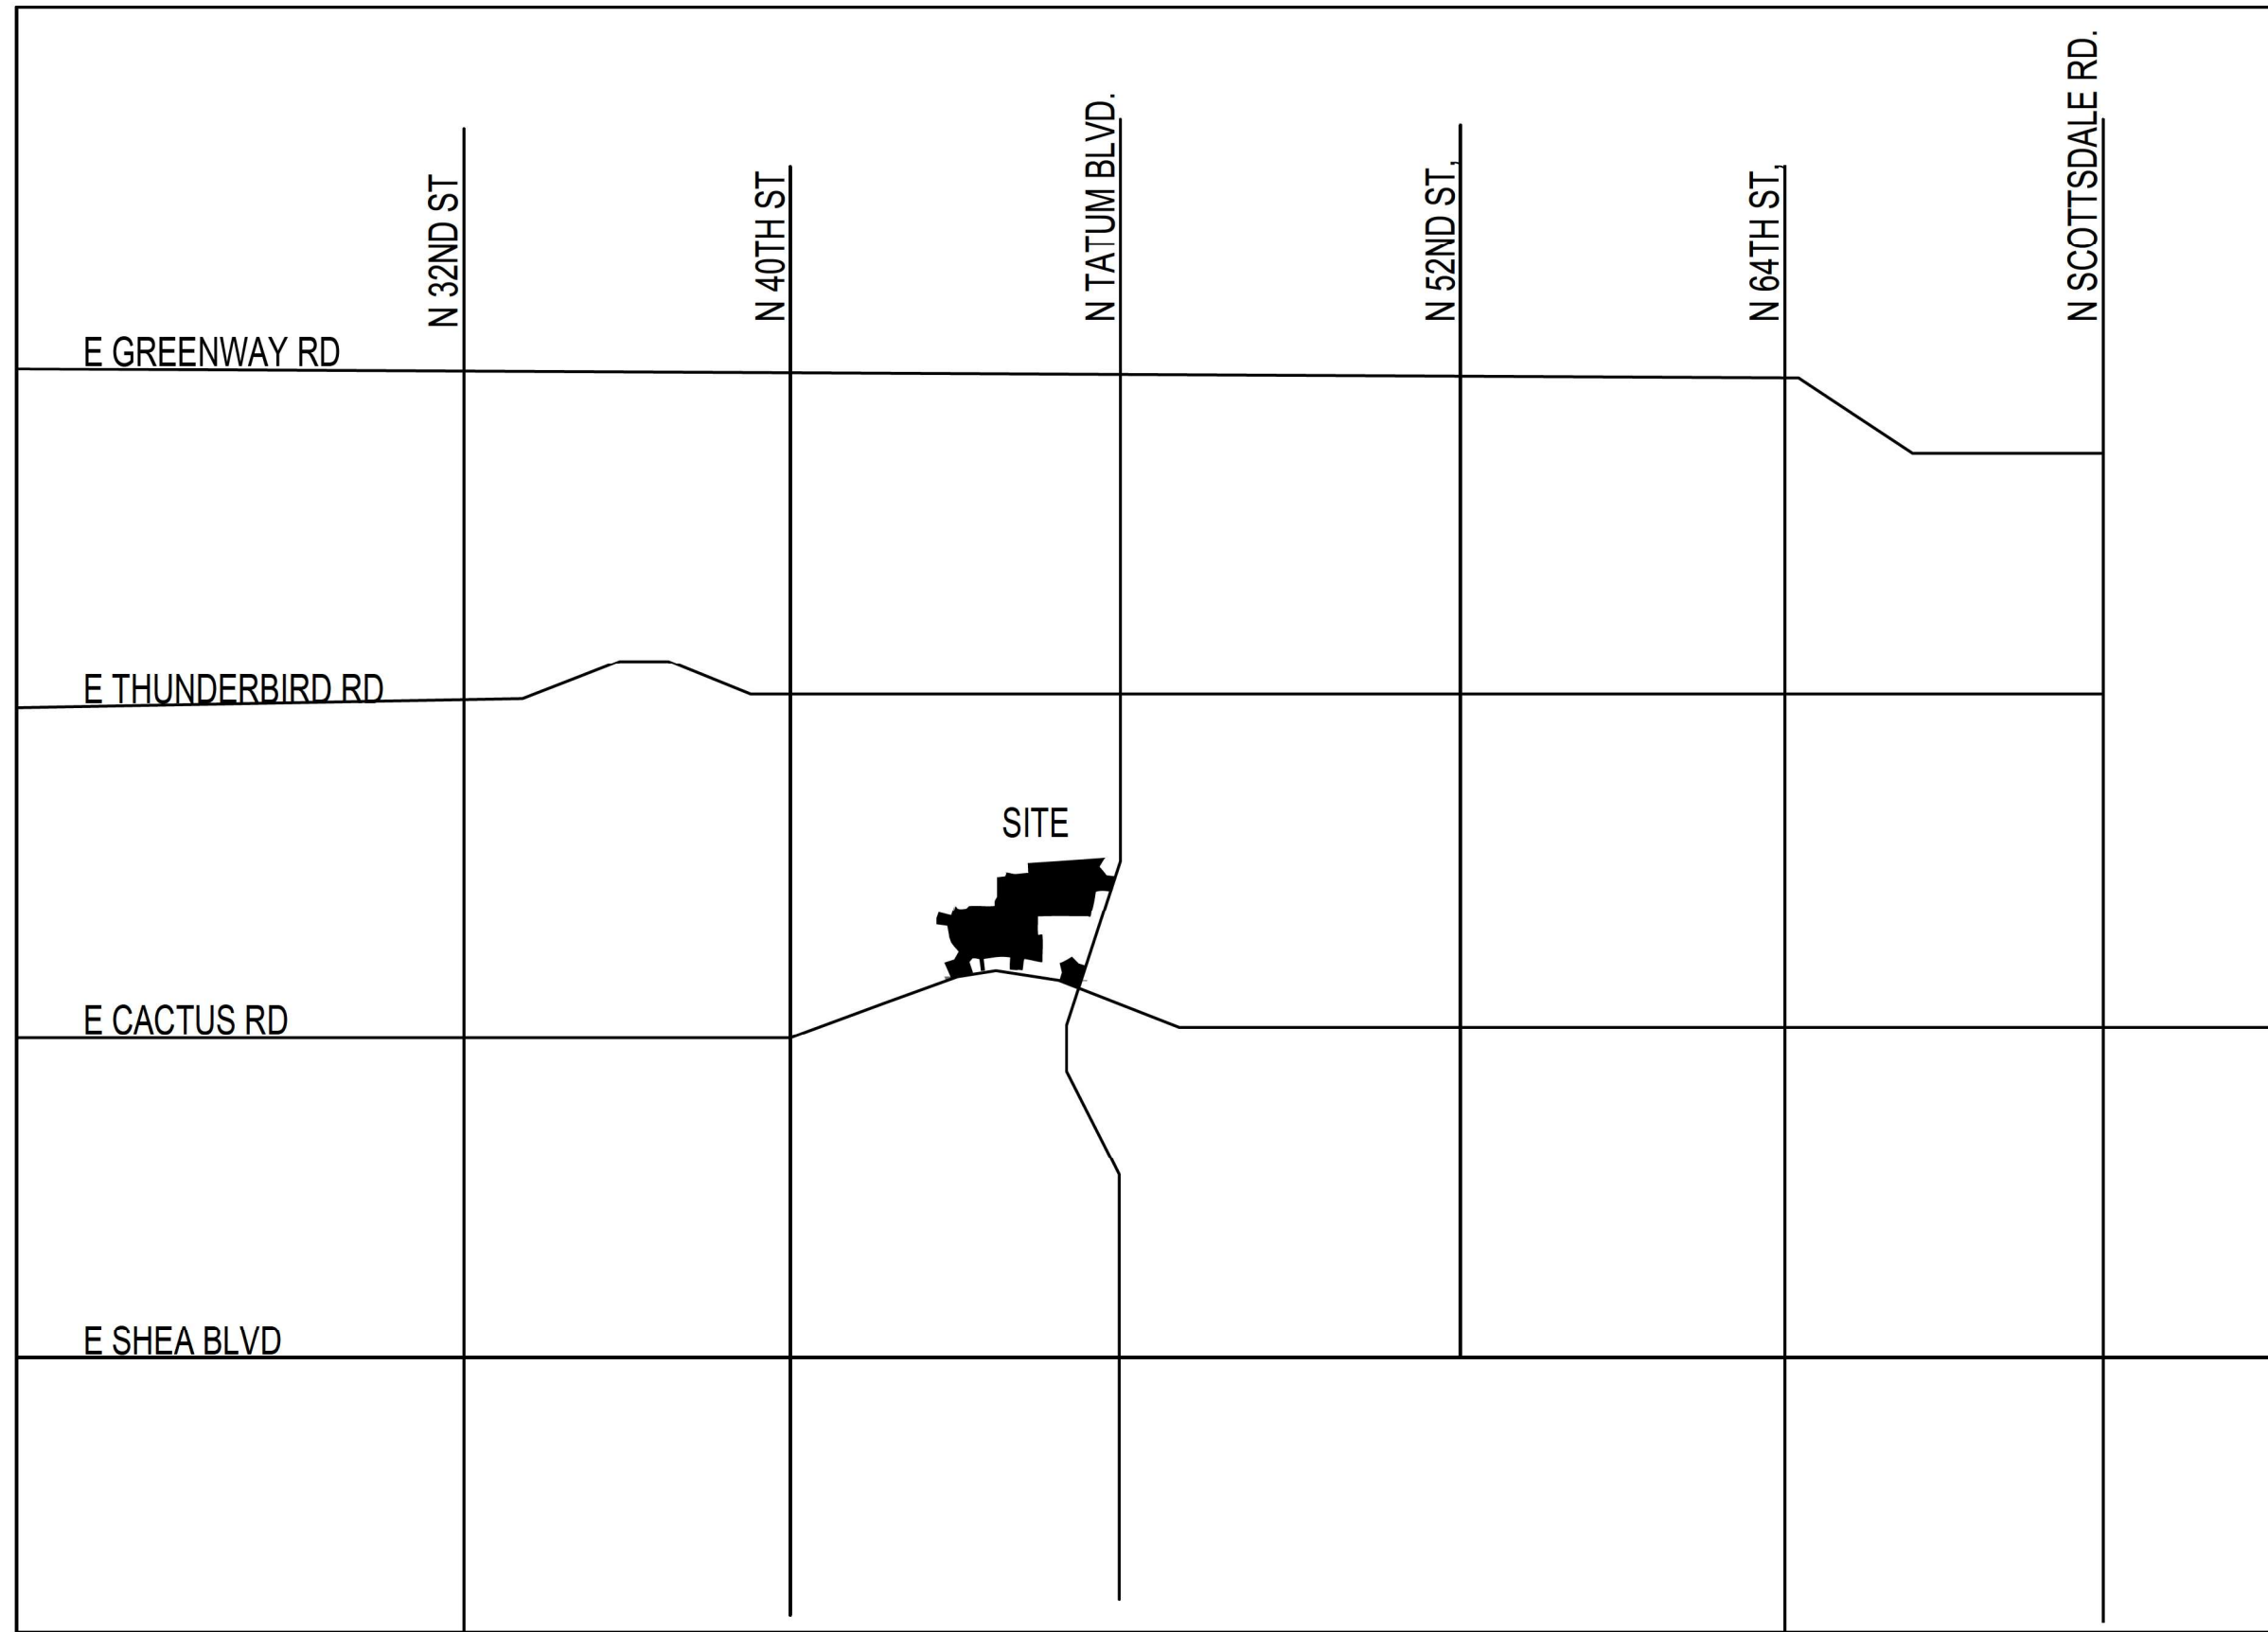 N 32ND ST
N 40TH ST
N TATUM BLVD.
N 52ND ST.
N 64TH ST.
N SCOTTSDALE RD.
E GREENWAY RD
E THUNDERBIRD RD
SITE
E CACTUS RD
E SHEA BLVD